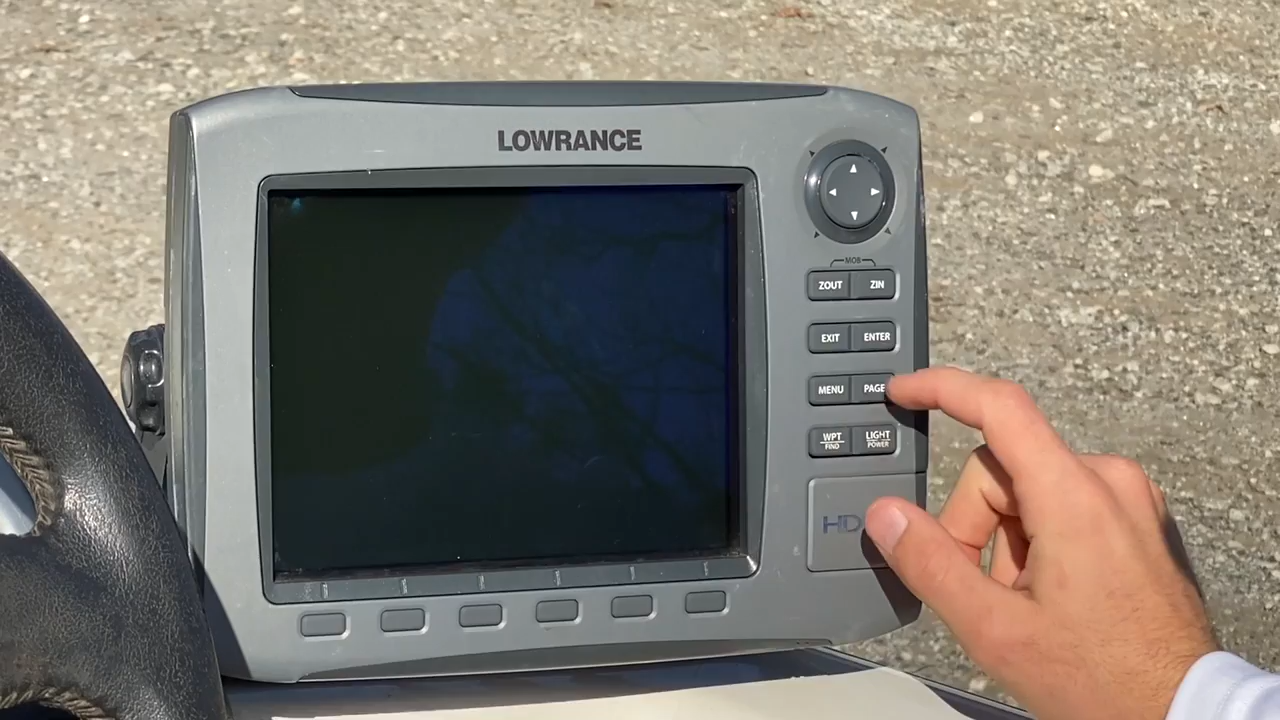 LOWRANCE
MOB
ZOUT ZIN
EXIT ENTER
MENU PAGE
WPT LIGHT
FIND POWER
HD